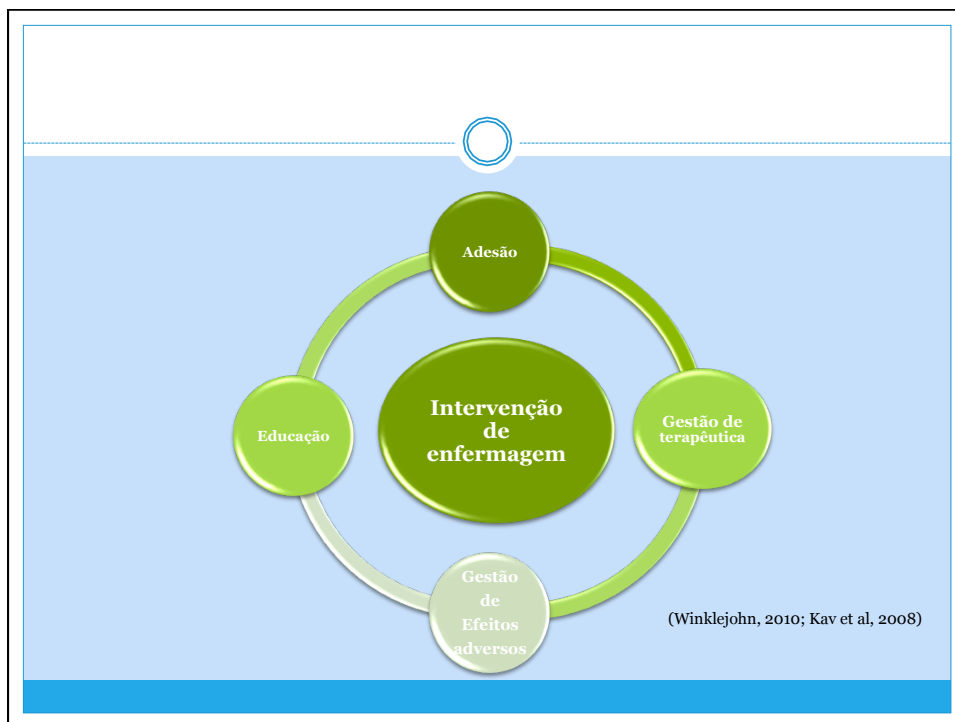 Adesão
Intervenção
de
enfermagem
Gestão de
terapêutica
Educação
Gestão
de
Efeitos
adversos
(Winklejohn, 2010; Kav et al, 2008)